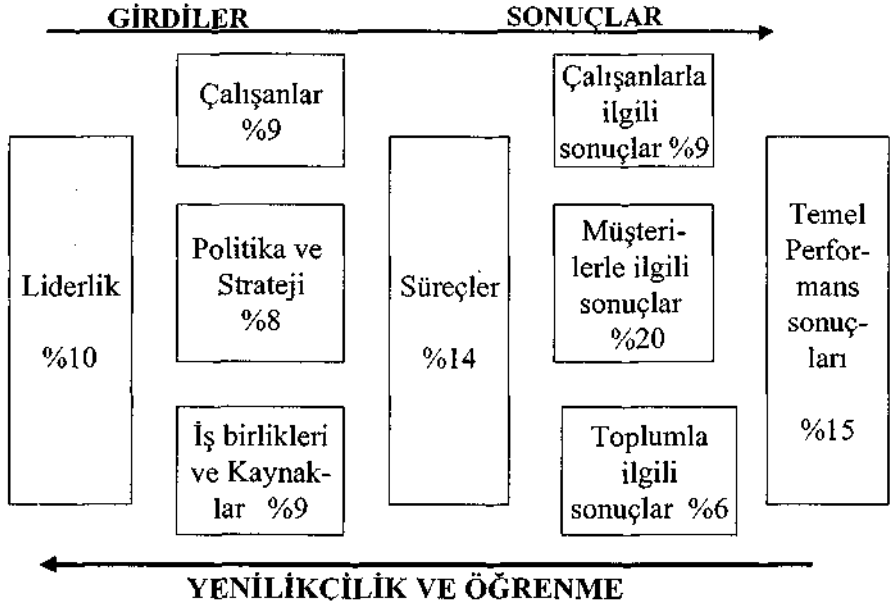 GİRDİLER
SONUÇLAR
Çalışanlar
%9
Çalışanlarla
ilgili
sonuçlar %9
Liderlik
%10
Politika ve
Strateji
%8
Süreçler
%14
Müşteri-
lerle ilgili
sonuçlar
%20
Temel
Perfor-
mans
sonuç-
ları
%15
İş birlikleri
ve Kaynak-
lar %9
Toplumla
ilgili
sonuçlar %6
YENİLİKÇİLİK VE ÖĞRENME